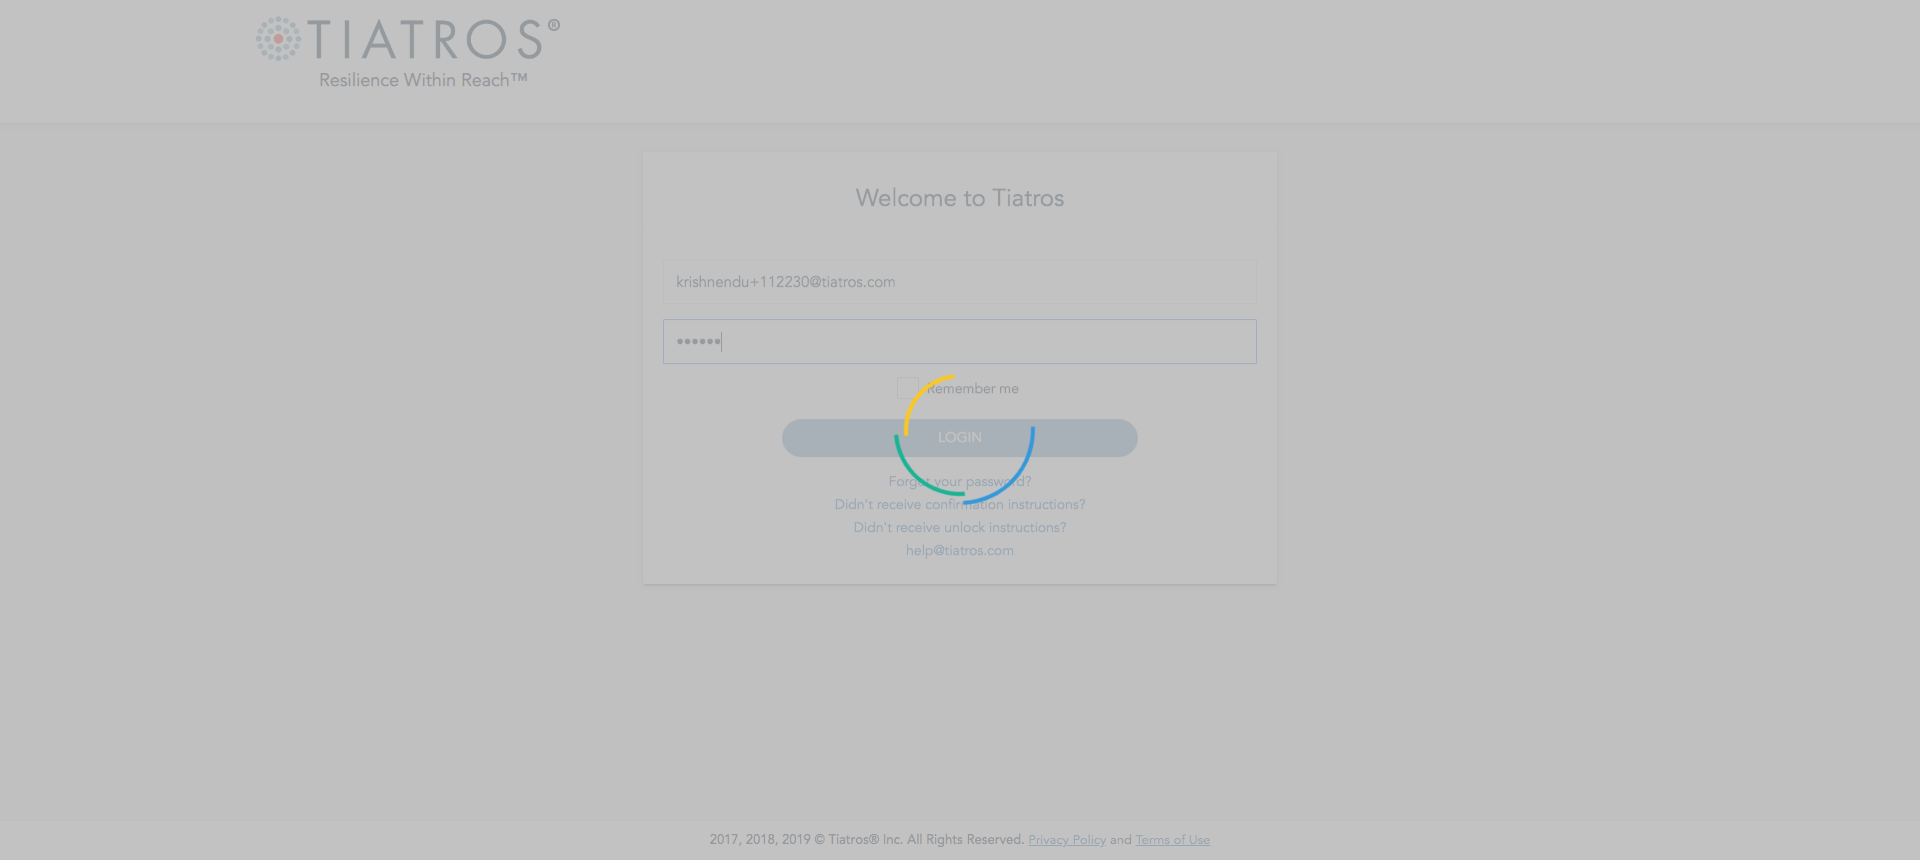 TIATROS®
Resilience Within Reach™
Welcome to Tiatros
krishnendu+112230@tiatros.com
••••••
Remember me
LOGIN
Forgot your password?
Didn't receive confirmation instructions?
Didn't receive unlock instructions?
help@tiatros.com
2017, 2018, 2019 © Tiatros® Inc. All Rights Reserved. Privacy Policy and Terms of Use